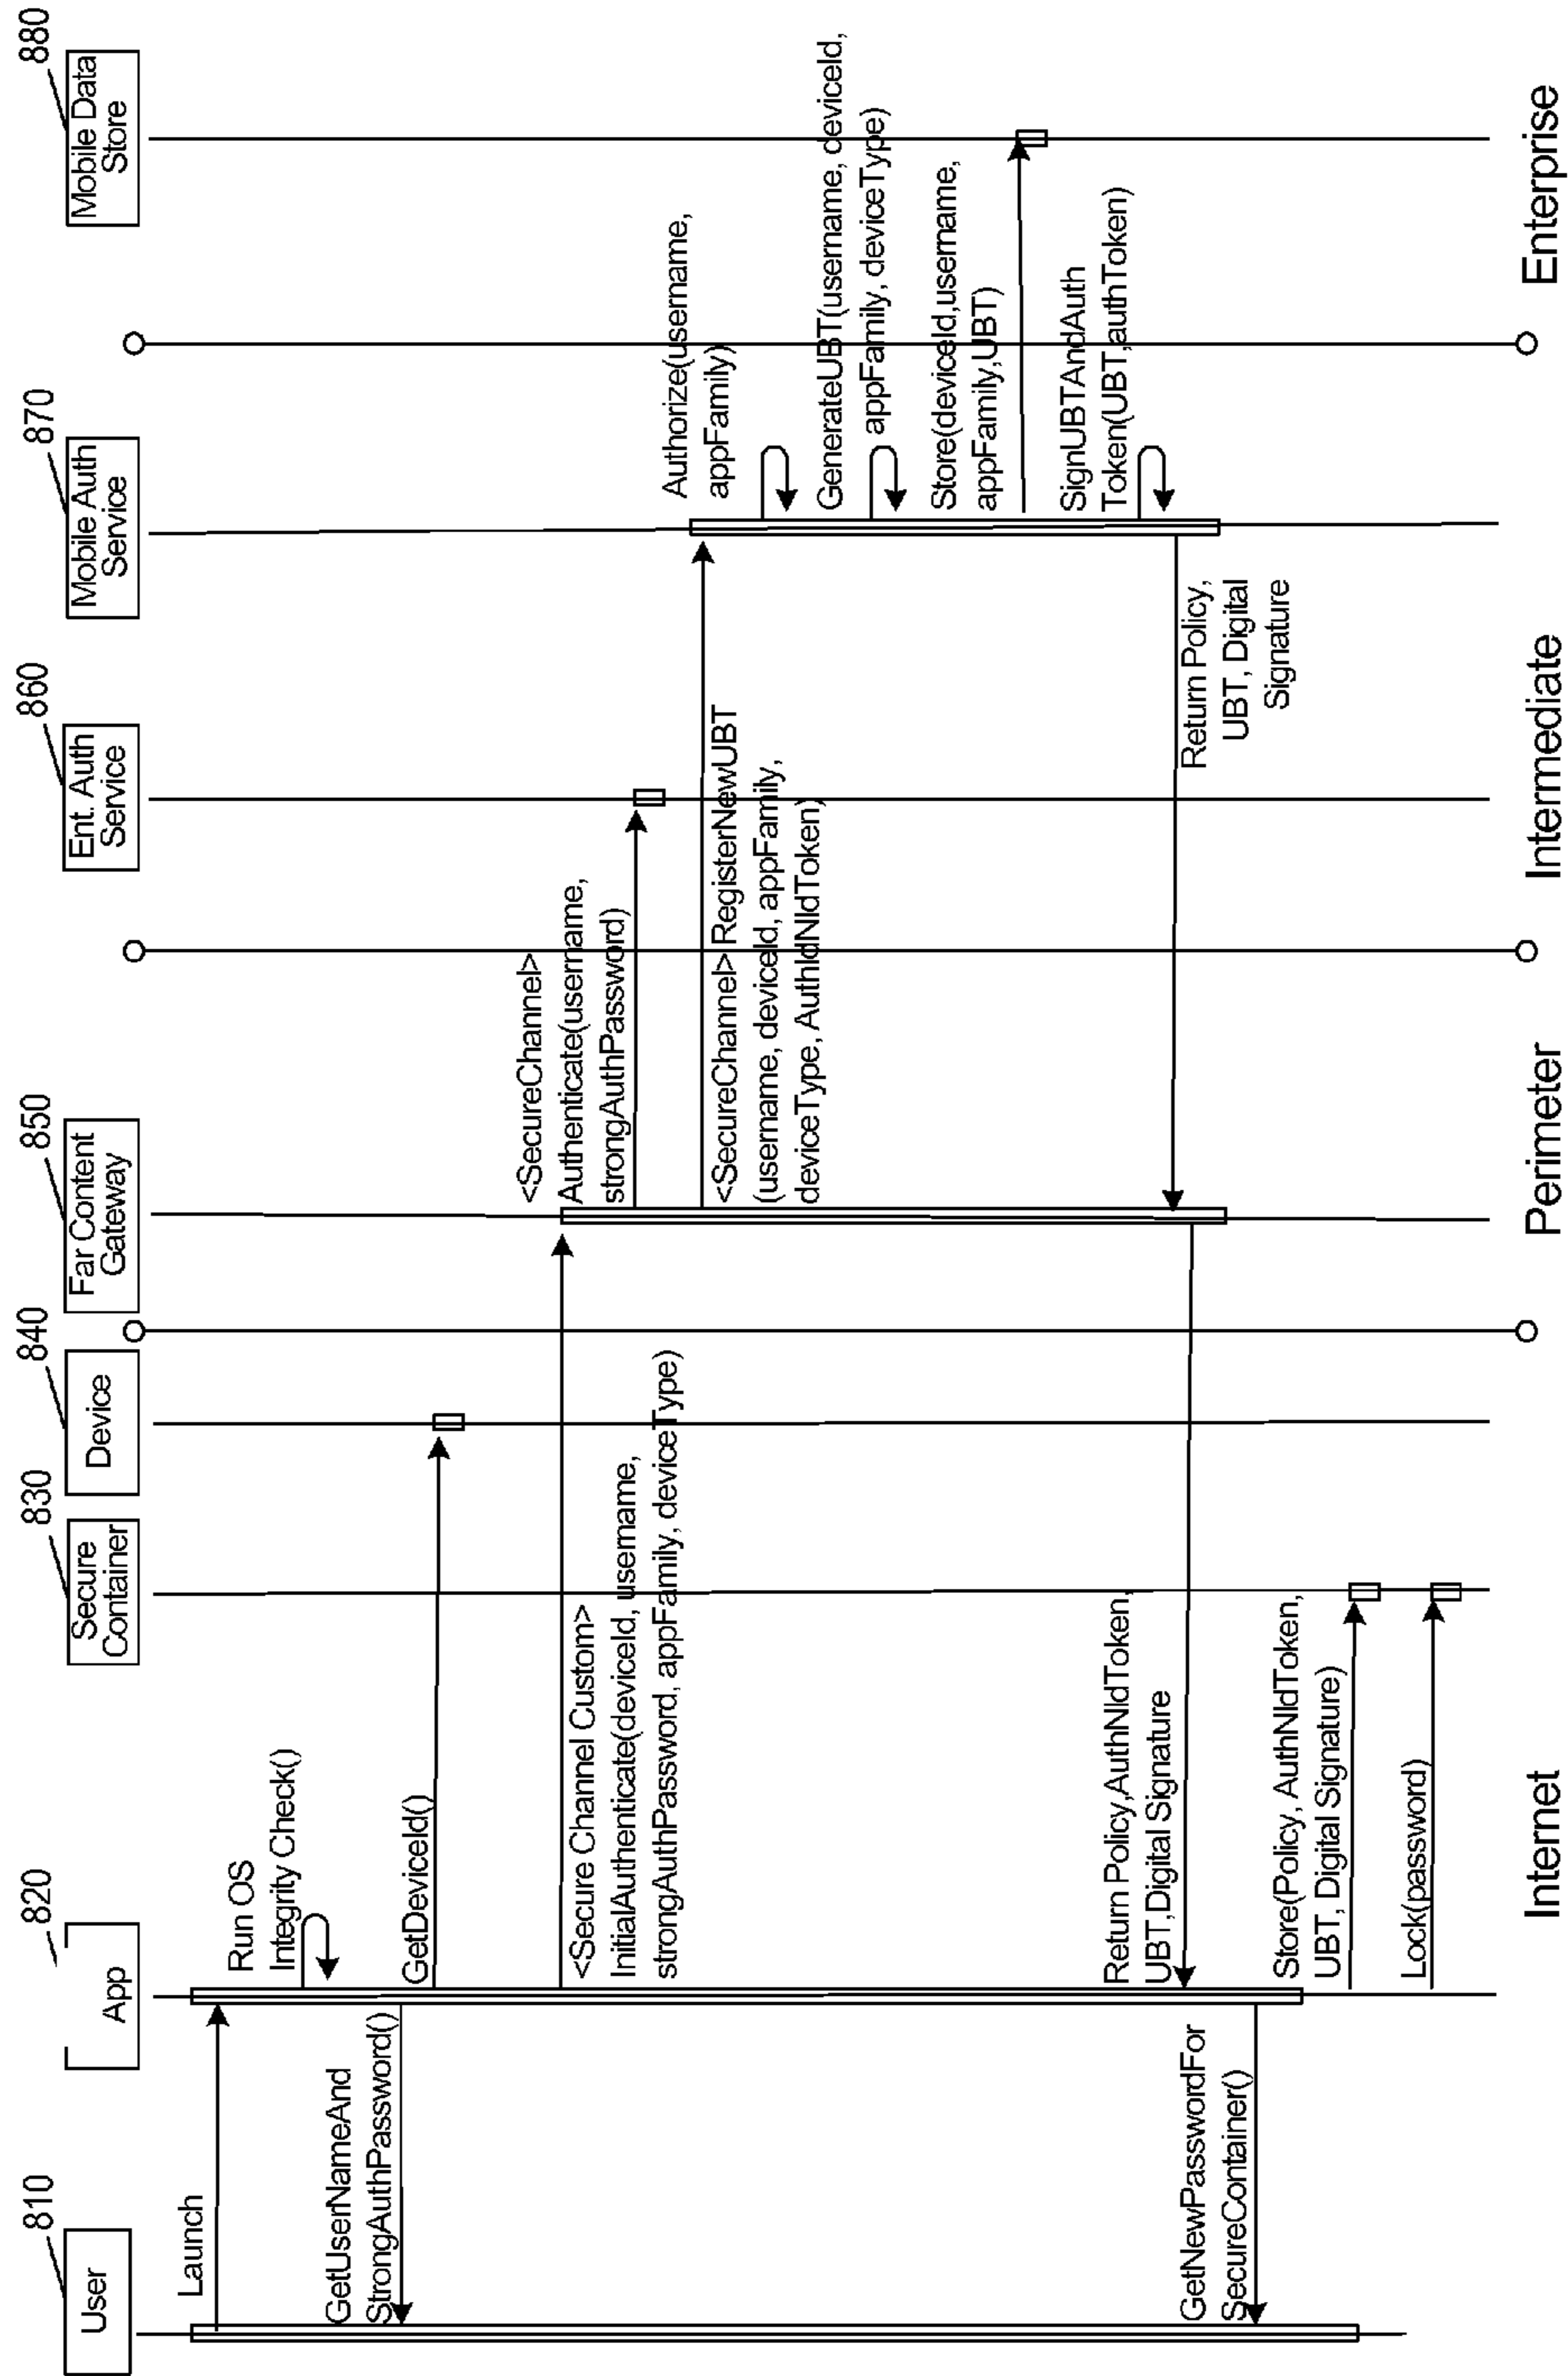 810
User
820
App
830
Secure
Container
840
Device
850
Far Content
Gateway
860
Ent. Auth
Service
870
Mobile Auth
Service
880
Mobile Data
Store
Launch
Run OS
Integrity Check()
GetUserNameAnd
StrongAuthPassword()
GetDeviceId()
<Secure Channel Custom>
InitialAuthenticate(deviceId, username,
strongAuthPassword, appFamily, deviceType)
<SecureChannel>
Authenticate(username,
strongAuthPassword)
<SecureChannel> RegisterNewUBT
(username, deviceId, appFamily,
deviceType, AuthIdNIdToken)
Authorize(username,
appFamily)
GenerateUBT(username, deviceId,
appFamily, deviceType)
Store(deviceId,username,
appFamily,UBT)
SignUBTAndAuth
Token(UBT,authToken)
Return Policy,
UBT, Digital
Signature
Return Policy,AuthNIdToken,
UBT,Digital Signature
GetNewPasswordFor
SecureContainer()
Store(Policy, AuthNIdToken,
UBT, Digital Signature)
Lock(password)
Internet
Perimeter
Intermediate
Enterprise